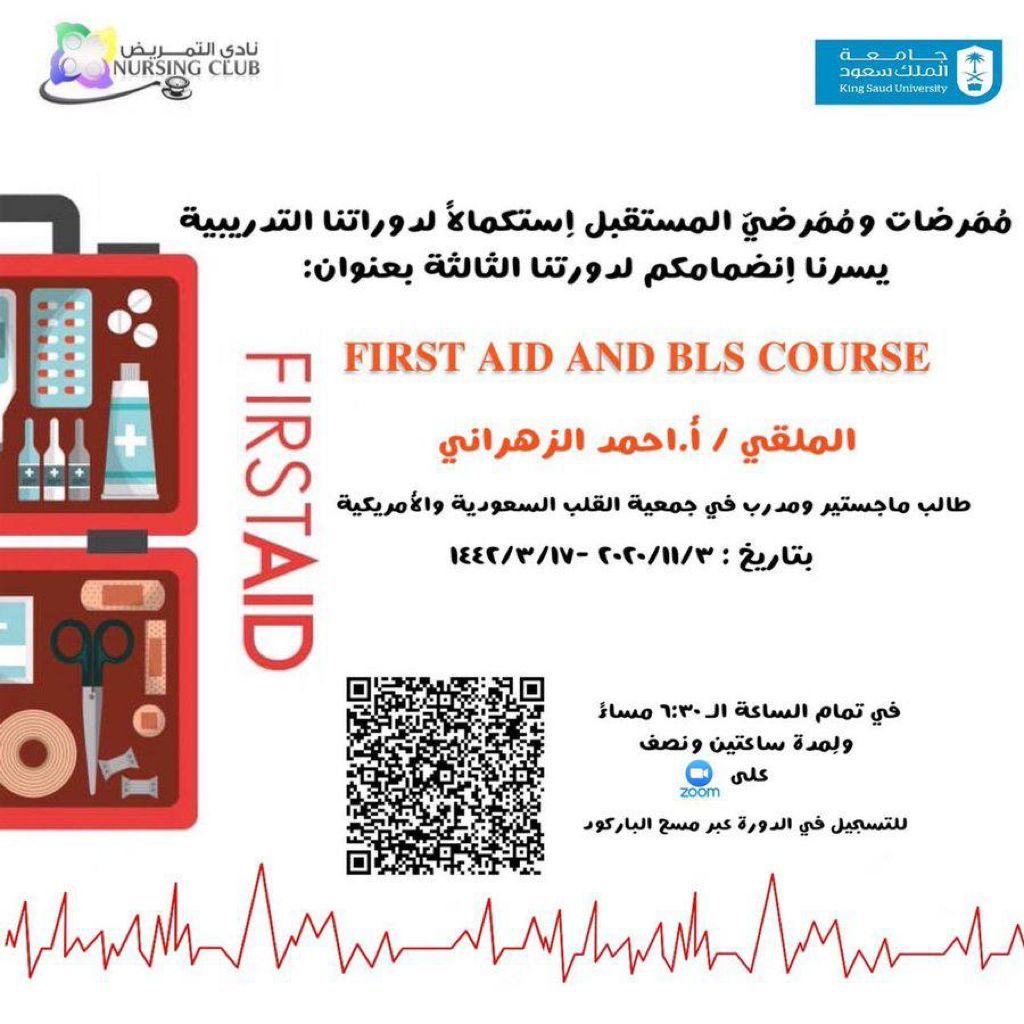 نادي التمريض
NURSING CLUB
جامعة
الملك سعود
King Saud University
مُمَرضات ومُمَرضيّ المستقبل إستكمالاً لدوراتنا التدريبية
يسرنا إنضمامكم لدورتنا الثالثة بعنوان:
FIRST AID AND BLS COURSE
الملقي / أ.احمد الزهراني
طالب ماجستير ومدرب في جمعية القلب السعودية والأمريكية
بتاريخ : ٢٠٢٠/١١/٣ -١٤٤٢/٣/١٧
FIRSTAID
في تمام الساعة الـ ٦:٣٠ مساءً
ولمدة ساعتين ونصف
على zoom
للتسجيل في الدورة عبر مسح الباركود